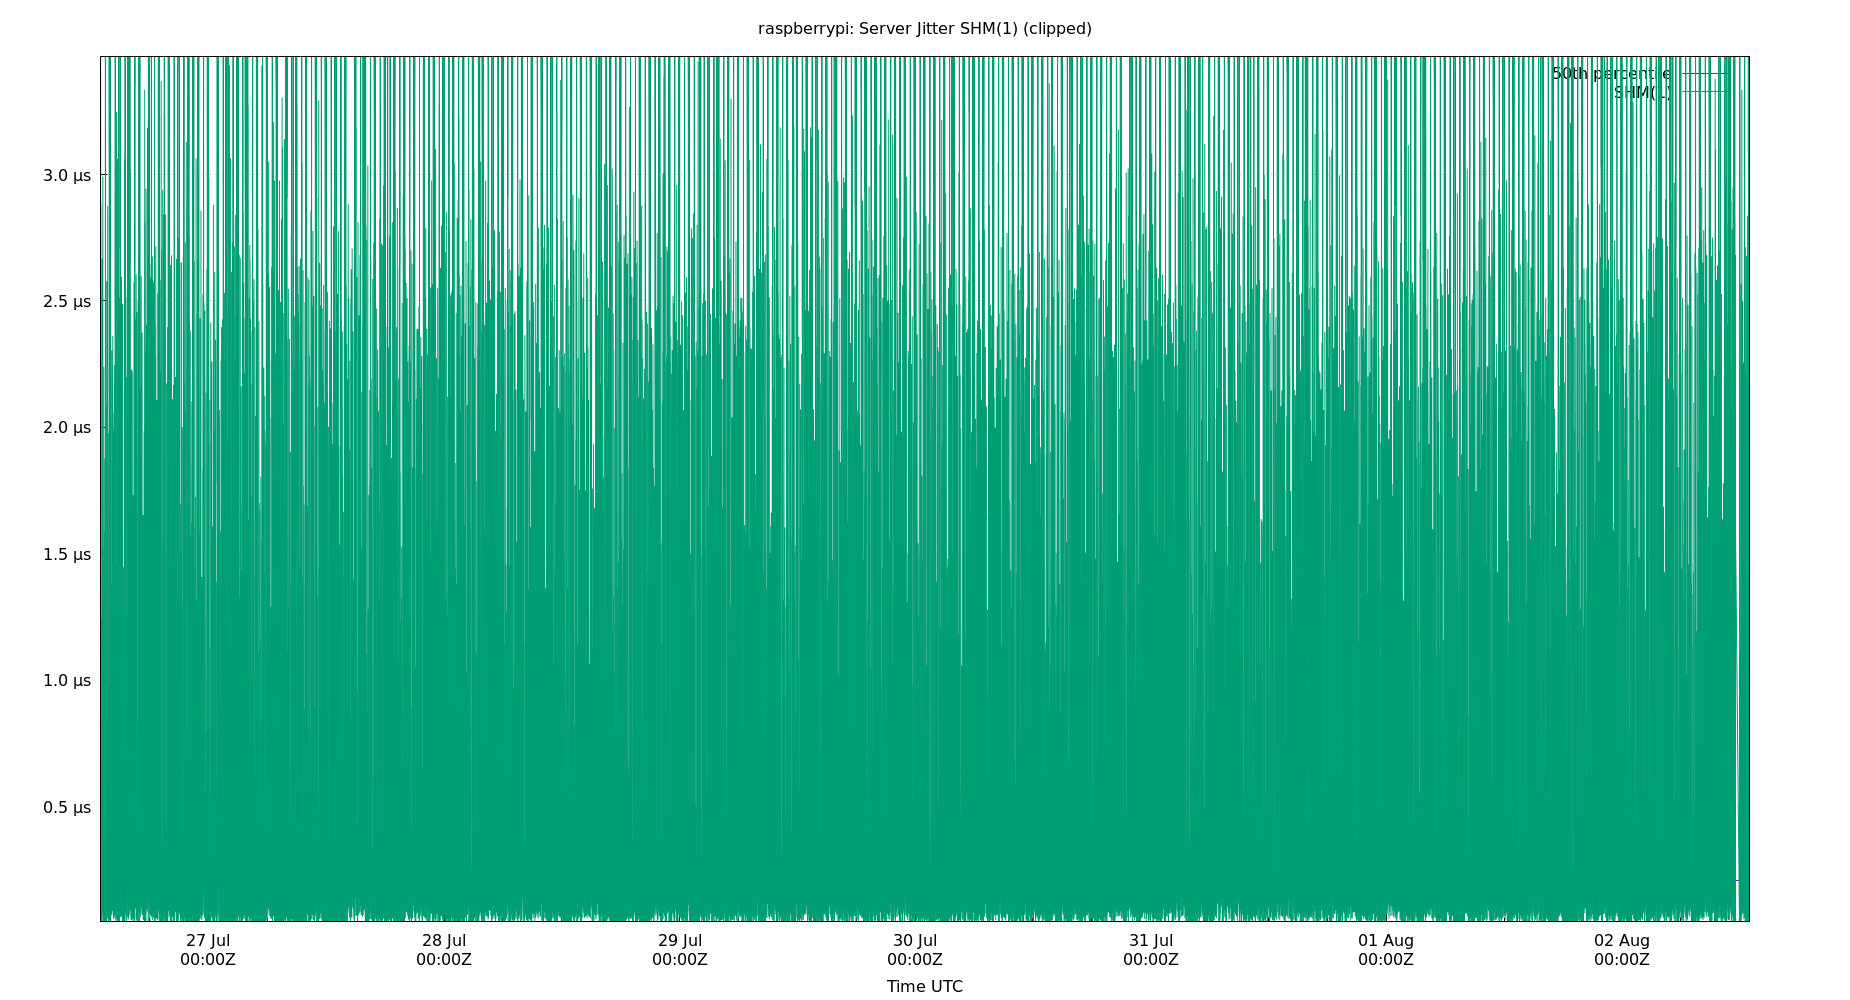 raspberrypi: Server Jitter SHM(1) (clipped)
50th percentile
SHM(1)
3.0 µs
2.5 µs
2.0 µs
1.5 µs
1.0 µs
0.5 µs
27 Jul 28 Jul 29 Jul 30 Jul 31 Jul 01 Aug 02 Aug
00:00Z 00:00Z 00:00Z 00:00Z 00:00Z 00:00Z 00:00Z
Time UTC